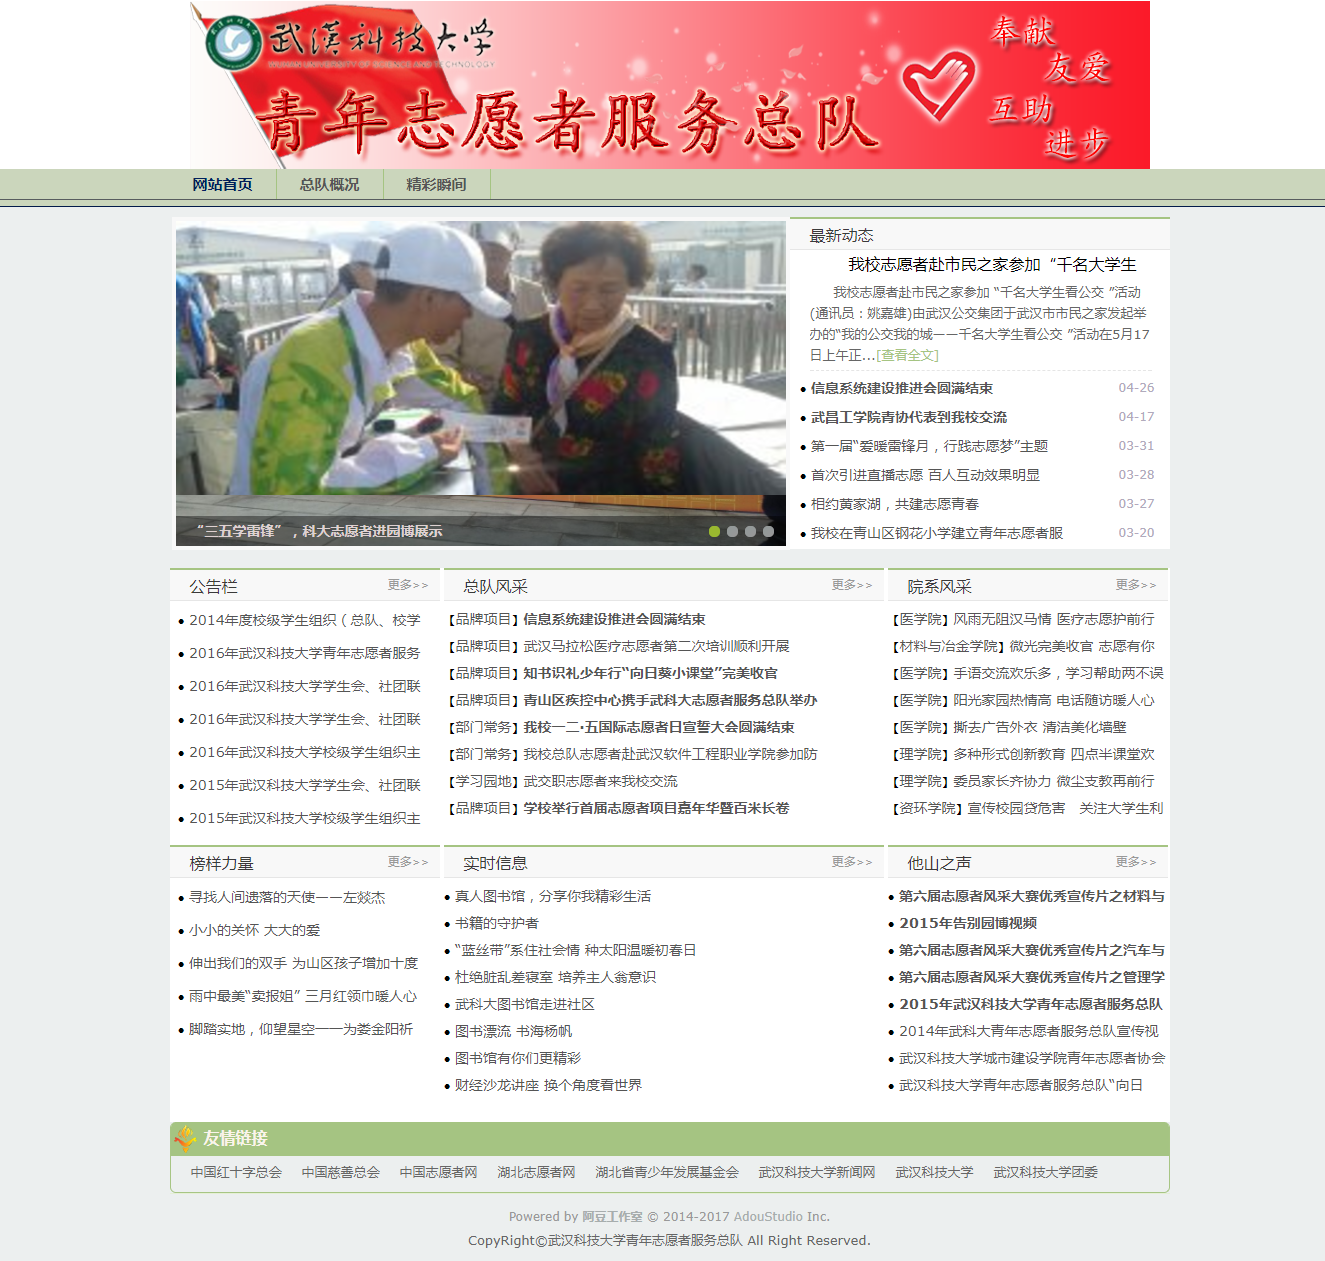 武漢科技大学
WUHAN UNIVERSITY OF SCIENCE AND TECHNOLOGY
青年志愿者服务总队
奉献
友爱
互助
进步
网站首页
总队概况
精彩瞬间
“三五学雷锋”，科大志愿者进园博展示
最新动态
我校志愿者赴市民之家参加“千名大学生
我校志愿者赴市民之家参加 “千名大学生看公交 ”活动
(通讯员：姚嘉雄)由武汉公交集团于武汉市市民之家发起举
办的“我的公交我的城——千名大学生看公交 ”活动在5月17
日上午正...[查看全文]
信息系统建设推进会圆满结束 04-26
武昌工学院青协代表到我校交流 04-17
第一届“爱暖雷锋月，行践志愿梦”主题 03-31
首次引进直播志愿 百人互动效果明显 03-28
相约黄家湖，共建志愿青春 03-27
我校在青山区钢花小学建立青年志愿者服 03-20
公告栏 更多>>
2014年度校级学生组织（总队、校学
2016年武汉科技大学青年志愿者服务
2016年武汉科技大学学生会、社团联
2016年武汉科技大学学生会、社团联
2016年武汉科技大学校级学生组织主
2015年武汉科技大学学生会、社团联
2015年武汉科技大学校级学生组织主
总队风采 更多>>
【品牌项目】信息系统建设推进会圆满结束
【品牌项目】武汉马拉松医疗志愿者第二次培训顺利开展
【品牌项目】知书识礼少年行“向日葵小课堂”完美收官
【品牌项目】青山区疾控中心携手武科大志愿者服务总队举办
【部门常务】我校一二·五国际志愿者日宣誓大会圆满结束
【部门常务】我校总队志愿者赴武汉软件工程职业学院参加防
【学习园地】武交职志愿者来我校交流
【品牌项目】学校举行首届志愿者项目嘉年华暨百米长卷
院系风采 更多>>
【医学院】风雨无阻汉马情 医疗志愿护前行
【材料与冶金学院】微光完美收官 志愿有你
【医学院】手语交流欢乐多，学习帮助两不误
【医学院】阳光家园热情高 电话随访暖人心
【医学院】撕去广告外衣 清洁美化墙壁
【理学院】多种形式创新教育 四点半课堂欢
【理学院】委员家长齐协力 微尘支教再前行
【资环学院】宣传校园贷危害　关注大学生利
榜样力量 更多>>
寻找人间遗落的天使——左燚杰
小小的关怀 大大的爱
伸出我们的双手 为山区孩子增加十度
雨中最美“卖报姐” 三月红领巾暖人心
脚踏实地，仰望星空——为娄金阳祈
实时信息 更多>>
真人图书馆，分享你我精彩生活
书籍的守护者
“蓝丝带”系住社会情 种太阳温暖初春日
杜绝脏乱差寝室 培养主人翁意识
武科大图书馆走进社区
图书漂流 书海杨帆
图书馆有你们更精彩
财经沙龙讲座 换个角度看世界
他山之声 更多>>
第六届志愿者风采大赛优秀宣传片之材料与
2015年告别园博视频
第六届志愿者风采大赛优秀宣传片之汽车与
第六届志愿者风采大赛优秀宣传片之管理学
2015年武汉科技大学青年志愿者服务总队
2014年武科大青年志愿者服务总队宣传视
武汉科技大学城市建设学院青年志愿者协会
武汉科技大学青年志愿者服务总队“向日
友情链接
中国红十字总会 中国慈善总会 中国志愿者网 湖北志愿者网 湖北省青少年发展基金会 武汉科技大学新闻网 武汉科技大学 武汉科技大学团委
Powered by 阿豆工作室 © 2014-2017 AdouStudio Inc.
CopyRight©武汉科技大学青年志愿者服务总队 All Right Reserved.